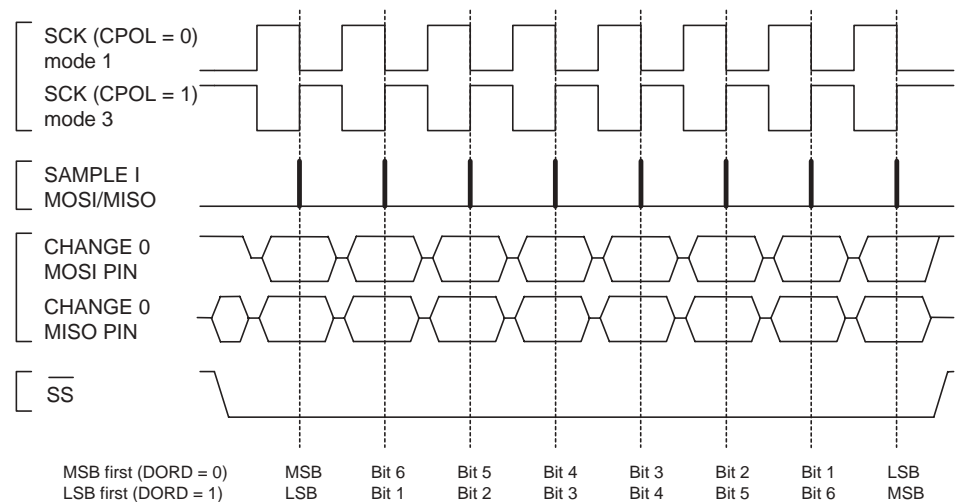 SCK (CPOL = 0)
mode 1
SCK (CPOL = 1)
mode 3
SAMPLE I
MOSI/MISO
CHANGE 0
MOSI PIN
CHANGE 0
MISO PIN
SS
MSB first (DORD = 0) MSB Bit 6 Bit 5 Bit 4 Bit 3 Bit 2 Bit 1 LSB
LSB first (DORD = 1) LSB Bit 1 Bit 2 Bit 3 Bit 4 Bit 5 Bit 6 MSB